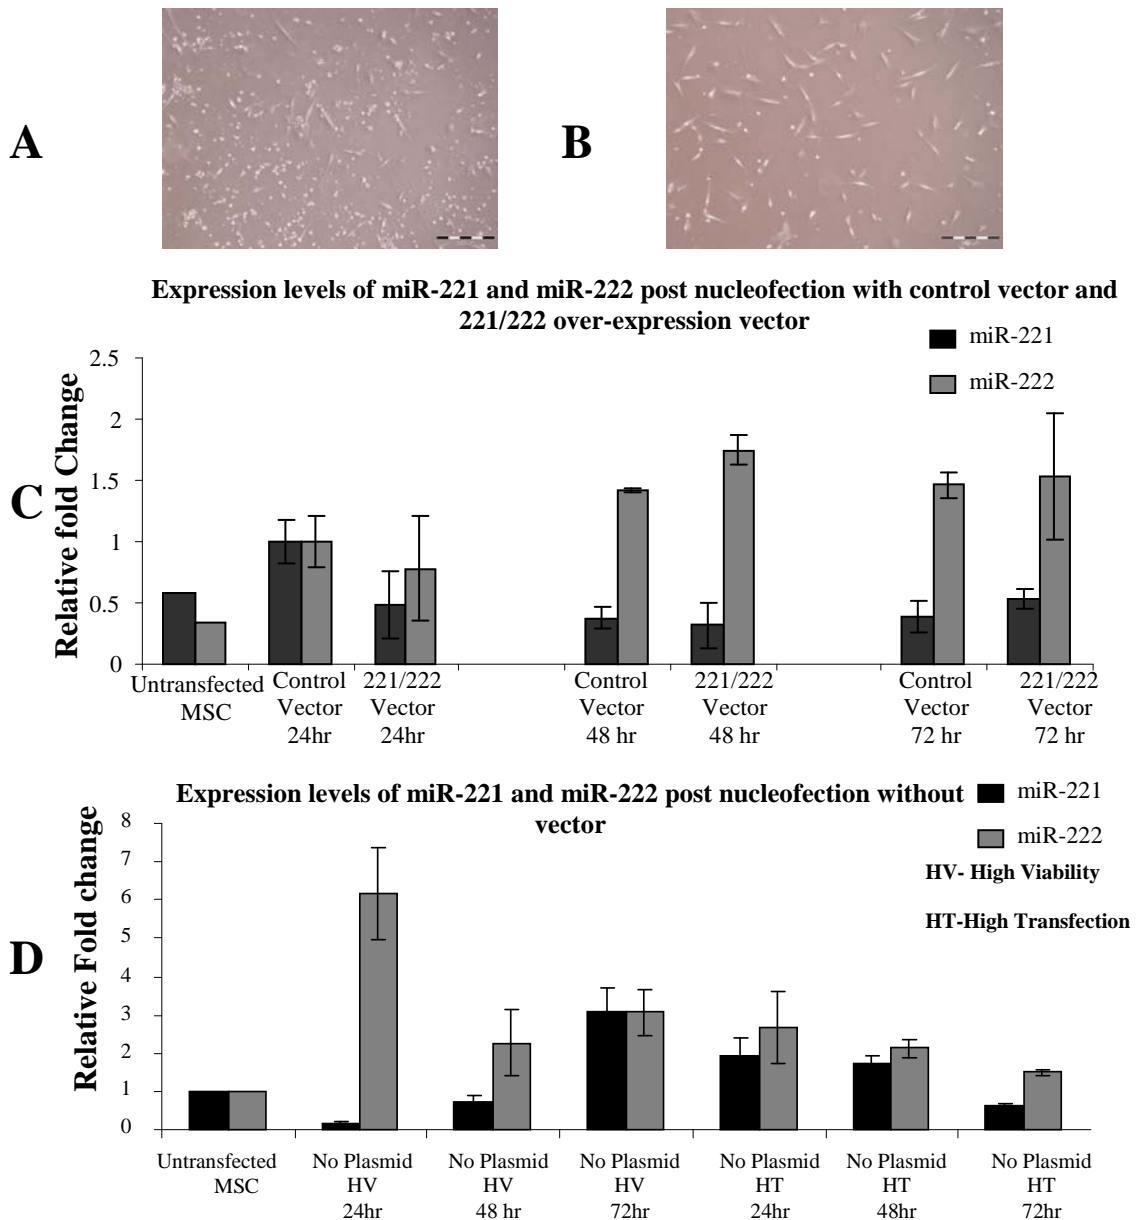 A
B
Expression levels of miR-221 and miR-222 post nucleofection with control vector and
221/222 over-expression vector
miR-221
miR-222
C
Relative fold Change
2.5
2
1.5
1
0.5
0
Untransfected
MSC
Control
Vector
24hr
221/222
Vector
24hr
Control
Vector
48 hr
221/222
Vector
48 hr
Control
Vector
72 hr
221/222
Vector
72 hr
Expression levels of miR-221 and miR-222 post nucleofection without
vector
miR-221
miR-222
HV- High Viability
HT-High Transfection
D
Relative Fold change
8
7
6
5
4
3
2
1
0
Untransfected
MSC
No Plasmid
HV
24hr
No Plasmid
HV
48 hr
No Plasmid
HV
72hr
No Plasmid
HT
24hr
No Plasmid
HT
48hr
No Plasmid
HT
72hr